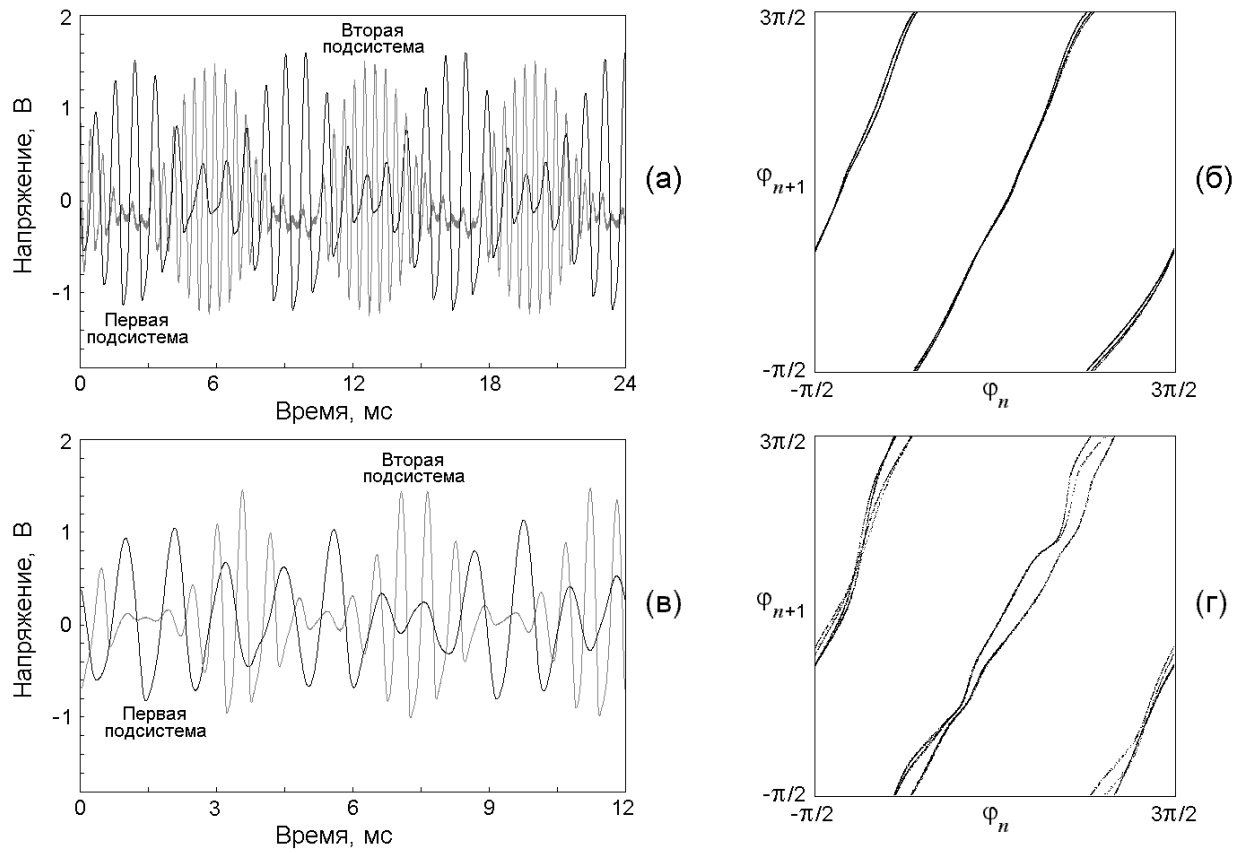 2
1
0
-1
Напряжение, В
Вторая
подсистема
Первая
подсистема
0 6 12 18 24
Время, мс
(а)
3π/2
φn+1
-π/2
-π/2 φn 3π/2
(б)
2
1
0
-1
Напряжение, В
Вторая
подсистема
Первая
подсистема
0 3 6 9 12
Время, мс
(в)
3π/2
φn+1
-π/2
-π/2 φn 3π/2
(г)